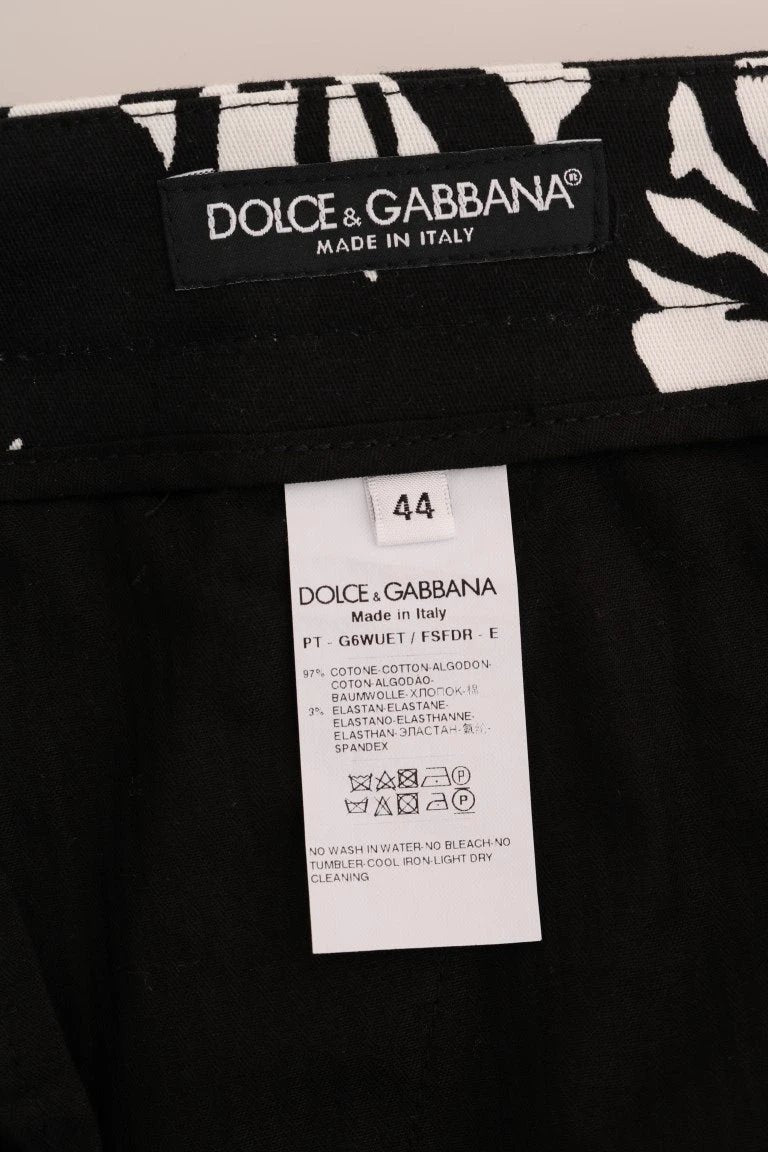 DOLCE & GABBANA®
MADE IN ITALY
44
DOLCE & GABBANA
Made in Italy
PT - G6WUET / FSFDR - E
97% COTONE-COTTON-ALGODON-
COTON-ALGODAO-
BAUMWOLLE-ХЛОПОК-棉
3% ELASTAN-ELASTANE-
ELASTANO-ELASTHANNE-
ELASTHAN-ЭЛАСТАН-氨纶-
SPANDEX
P
P
NO WASH IN WATER-NO BLEACH-NO
TUMBLER-COOL IRON-LIGHT DRY
CLEANING